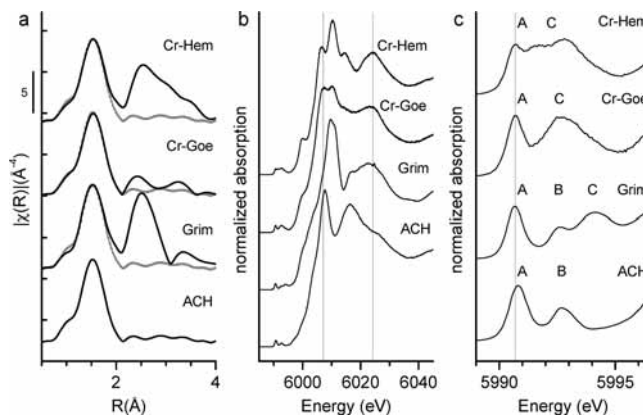 a
Cr-Hem
5
Cr-Goe
Grim
ACH
|χ(R)|(Å⁻⁴)
2
4
R(Å)
b
Cr-Hem
Cr-Goe
Grim
ACH
normalized absorption
6000
6020
6040
Energy (eV)
c
A C Cr-Hem
A C Cr-Goe
A B C Grim
A B ACH
normalized absorption
5990
5995
Energy (eV)